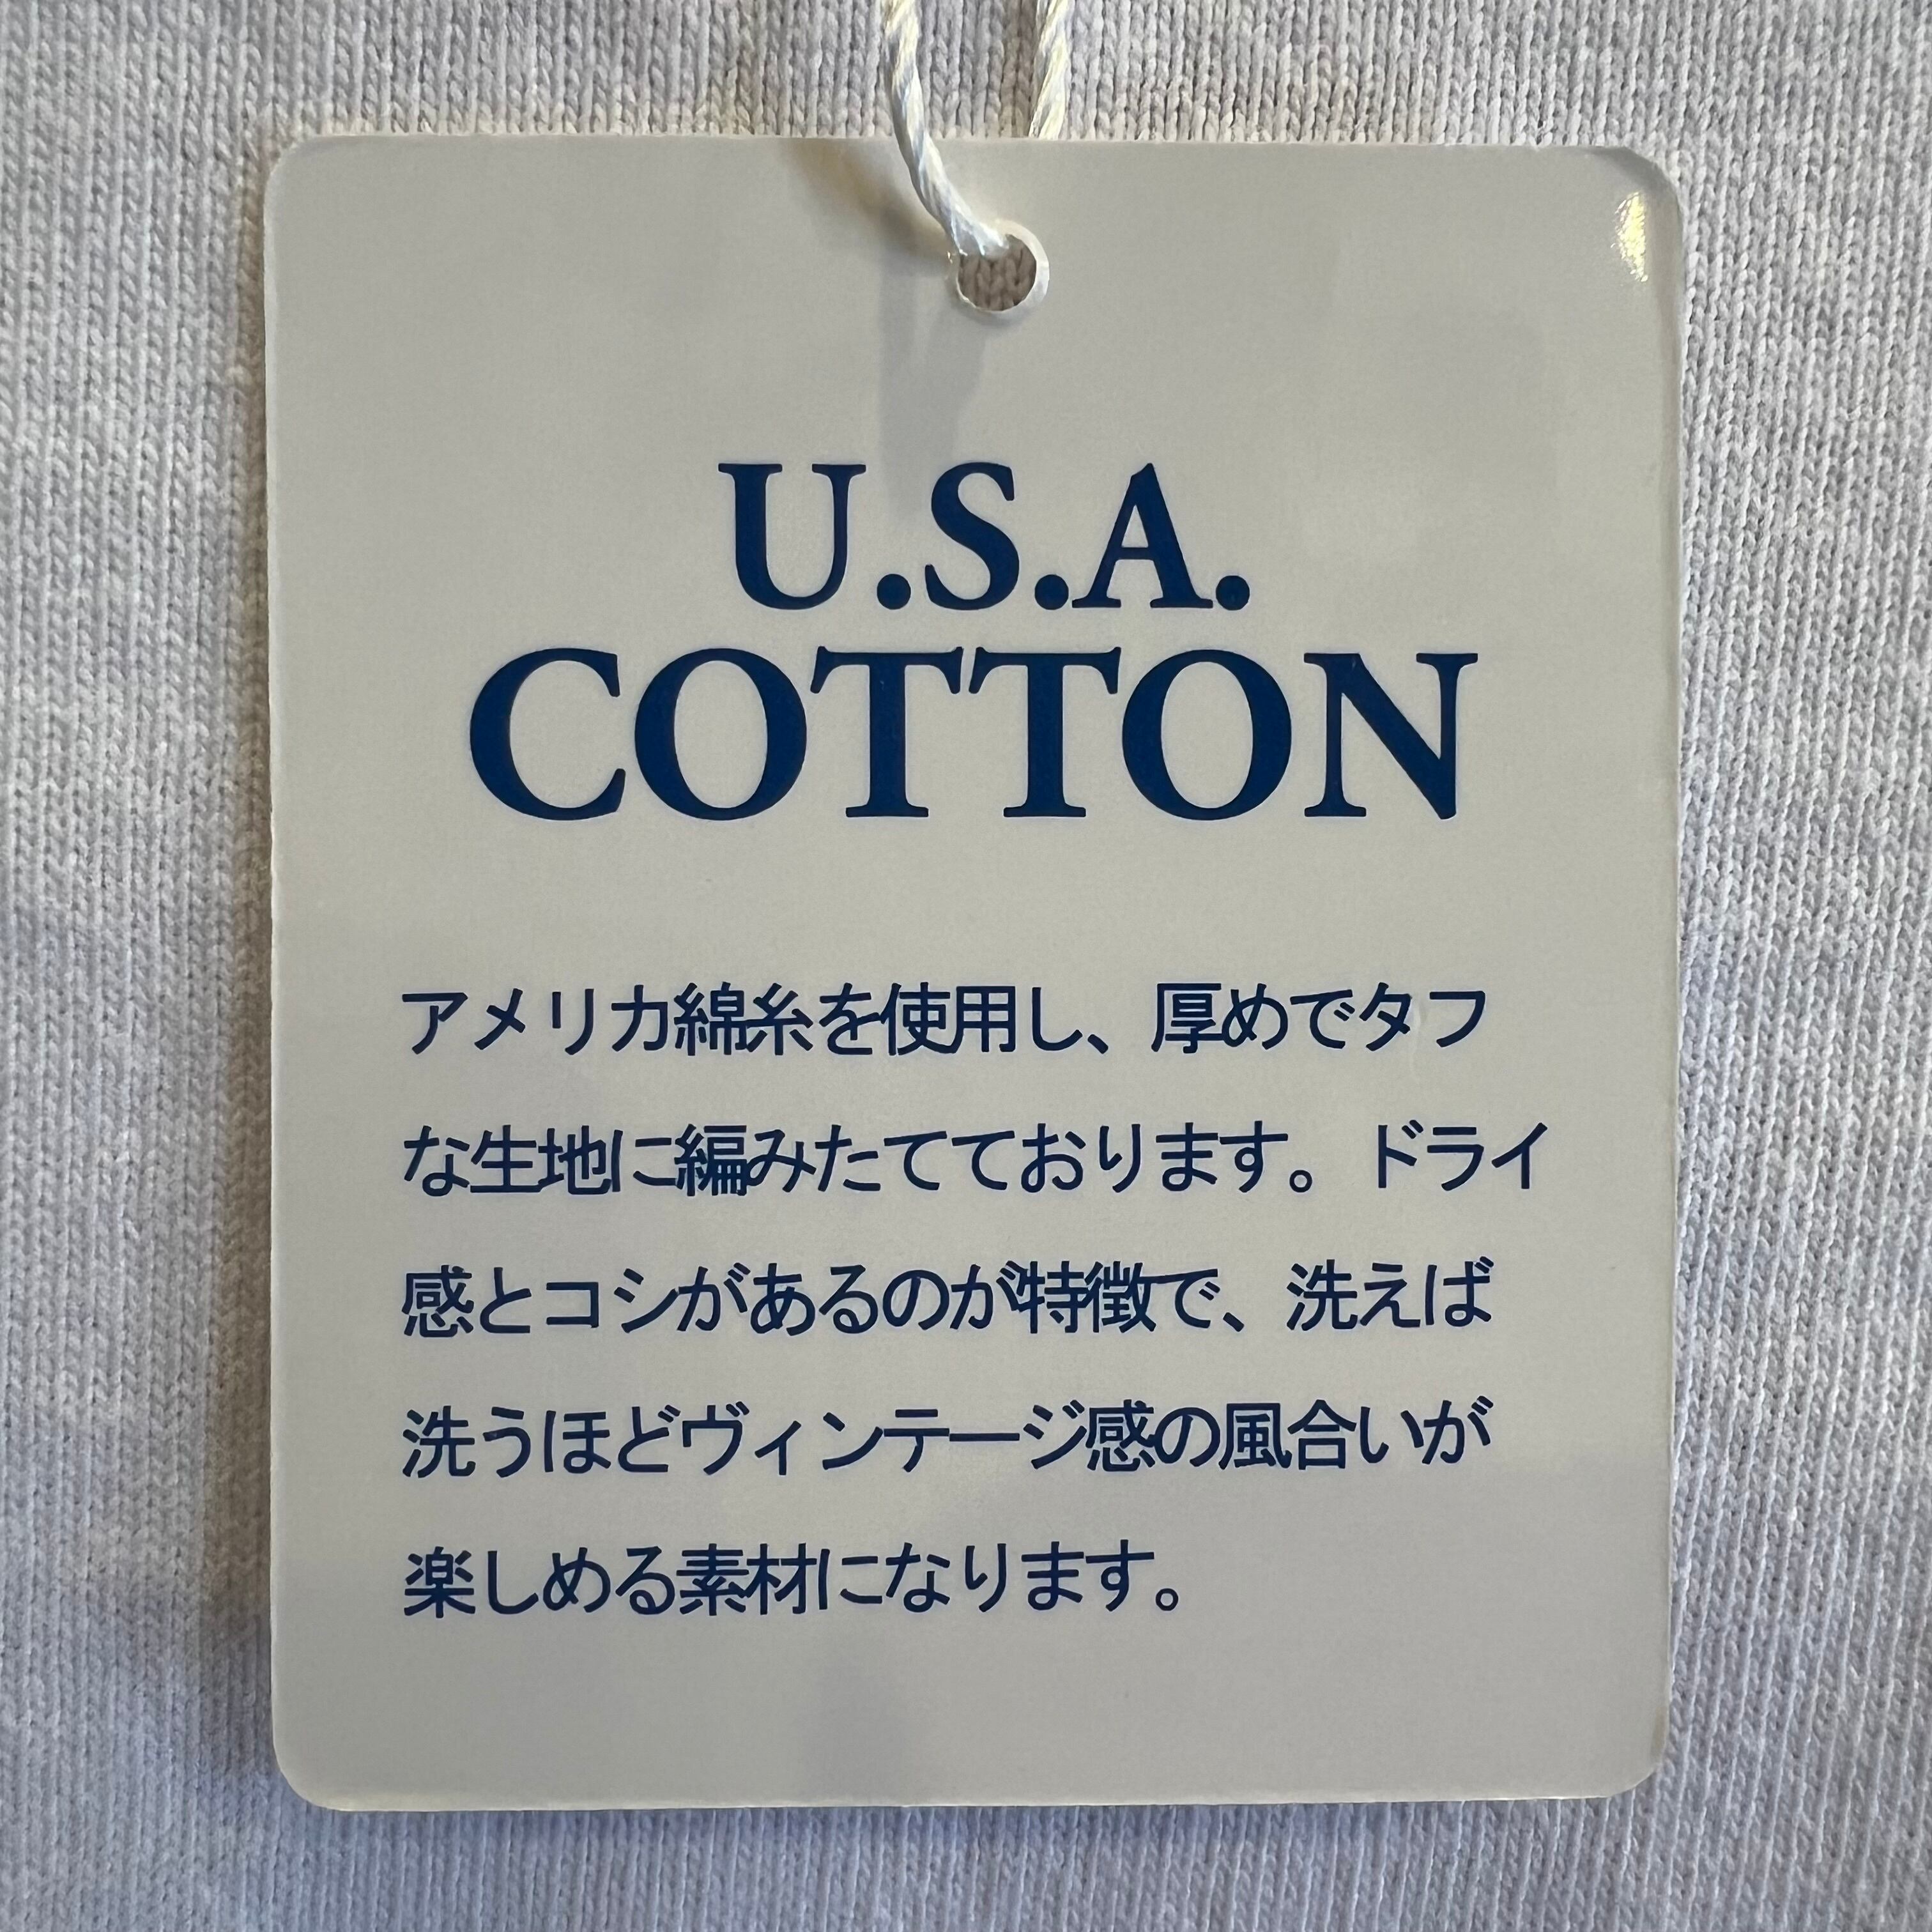 U.S.A.
COTTON
アメリカ綿糸を使用し、厚めでタフ
な生地に編みたてております。ドライ
感とコシがあるのが特徴で、洗えば
洗うほどヴィンテージ感の風合いが
楽しめる素材になります。